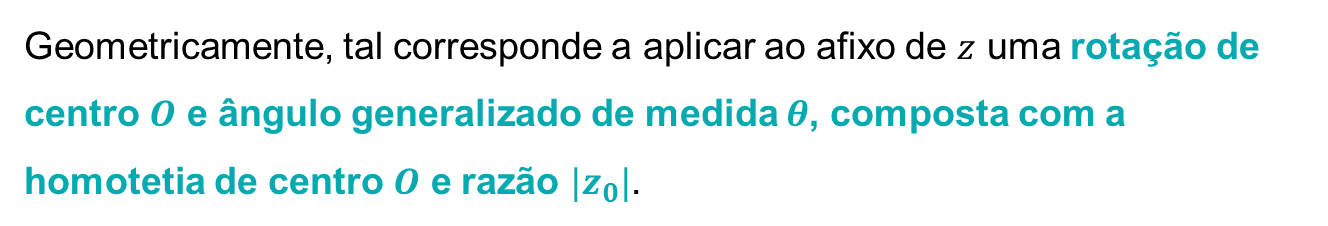 Geometricamente, tal corresponde a aplicar ao afixo de z uma rotação de
centro O e ângulo generalizado de medida θ, composta com a
homotetia de centro O e razão |z₀|.